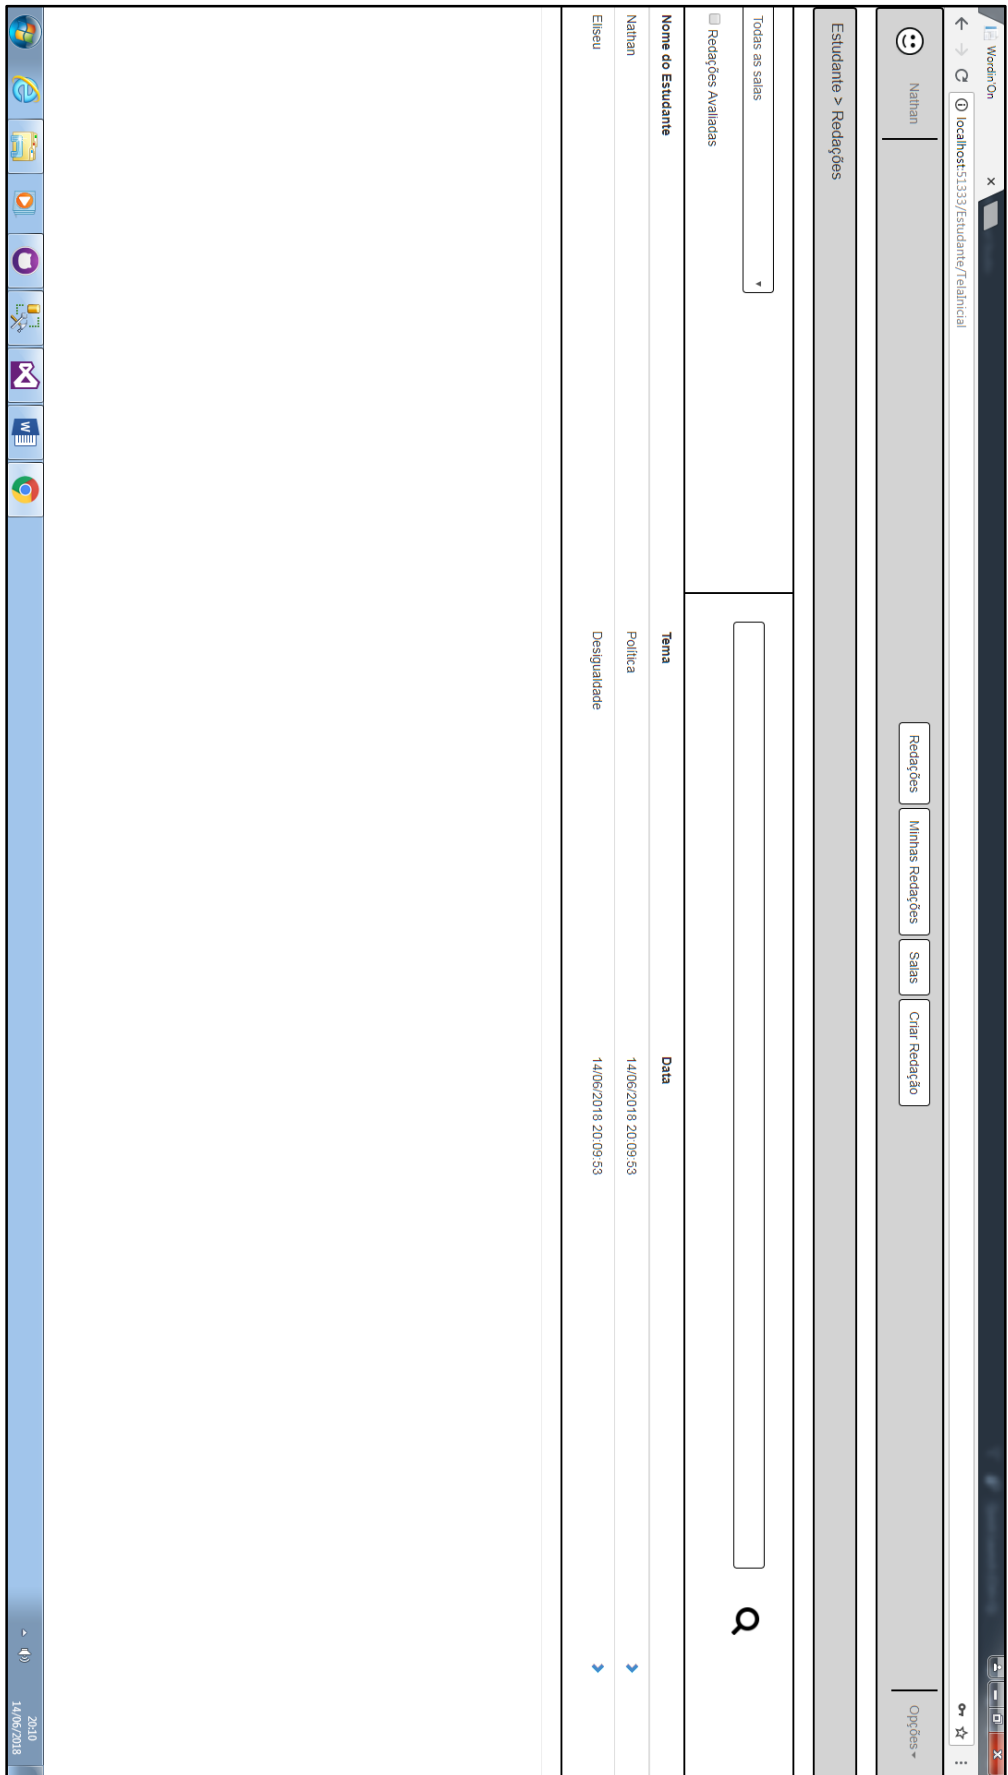 Wordin'On
localhost:51333/Estudante/TelaInicial
Nathan
Redações Minhas Redações Salas Criar Redação
Opções
Estudante > Redações
Todas as salas
Redações Avaliadas
Nome do Estudante Tema Data
Nathan Política 14/06/2018 20:09:53
Eliseu Desigualdade 14/06/2018 20:09:53
20:10
14/06/2018